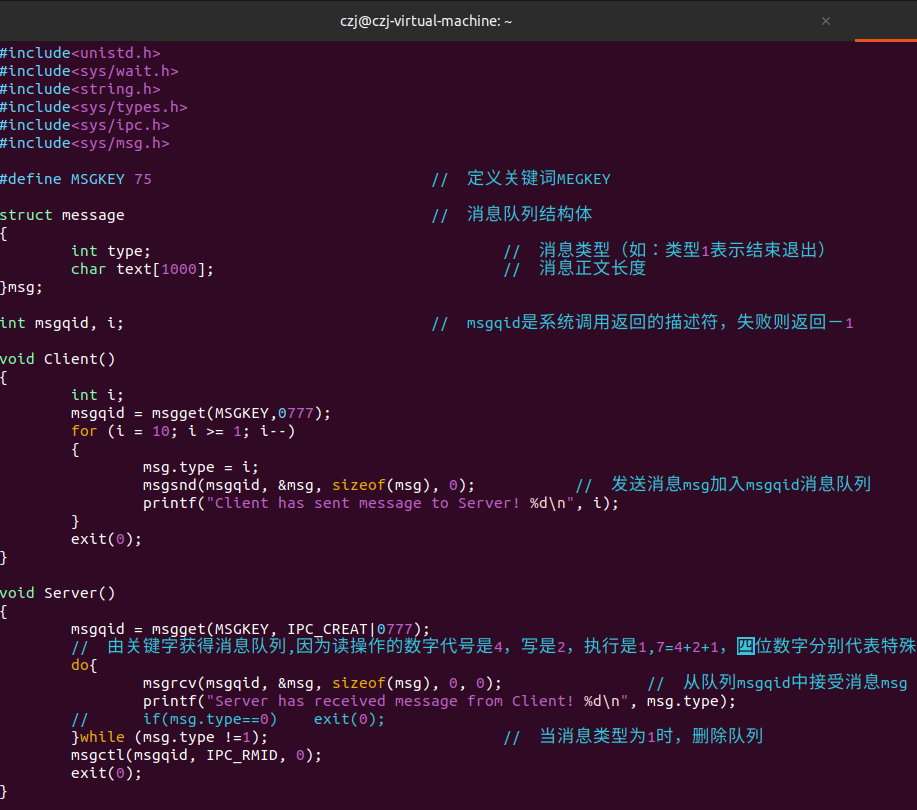 czj@czj-virtual-machine: ~
#include<unistd.h>
#include<sys/wait.h>
#include<string.h>
#include<sys/types.h>
#include<sys/ipc.h>
#include<sys/msg.h>
#define MSGKEY 75 // 定义关键词MEGKEY
struct message // 消息队列结构体
{
int type; // 消息类型（如：类型1表示结束退出）
char text[1000]; // 消息正文长度
}msg;
int msgqid, i; // msgqid是系统调用返回的描述符，失败则返回－1
void Client()
{
int i;
msgqid = msgget(MSGKEY,0777);
for (i = 10; i >= 1; i--)
{
msg.type = i;
msgsnd(msgqid, &msg, sizeof(msg), 0); // 发送消息msg加入msgqid消息队列
printf("Client has sent message to Server! %d\n", i);
}
exit(0);
}
void Server()
{
msgqid = msgget(MSGKEY, IPC_CREAT|0777);
// 由关键字获得消息队列,因为读操作的数字代号是4，写是2，执行是1,7=4+2+1，四位数字分别代表特殊
do{
msgrcv(msgqid, &msg, sizeof(msg), 0, 0); // 从队列msgqid中接受消息msg
printf("Server has received message from Client! %d\n", msg.type);
// if(msg.type==0) exit(0);
}while (msg.type !=1); // 当消息类型为1时，删除队列
msgctl(msgqid, IPC_RMID, 0);
exit(0);
}